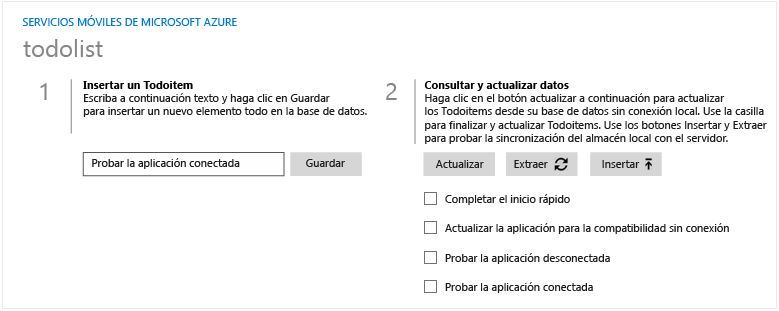 SERVICIOS MÓVILES DE MICROSOFT AZURE
todolist
1
Insertar un Todoitem
Escriba a continuación texto y haga clic en Guardar
para insertar un nuevo elemento todo en la base de datos.
Probar la aplicación conectada
Guardar
2
Consultar y actualizar datos
Haga clic en el botón actualizar a continuación para actualizar
los Todoitems desde su base de datos sin conexión local. Use la casilla
para finalizar y actualizar Todoitems. Use los botones Insertar y Extraer
para probar la sincronización del almacén local con el servidor.
Actualizar
Extraer
Insertar
Completar el inicio rápido
Actualizar la aplicación para la compatibilidad sin conexión
Probar la aplicación desconectada
Probar la aplicación conectada